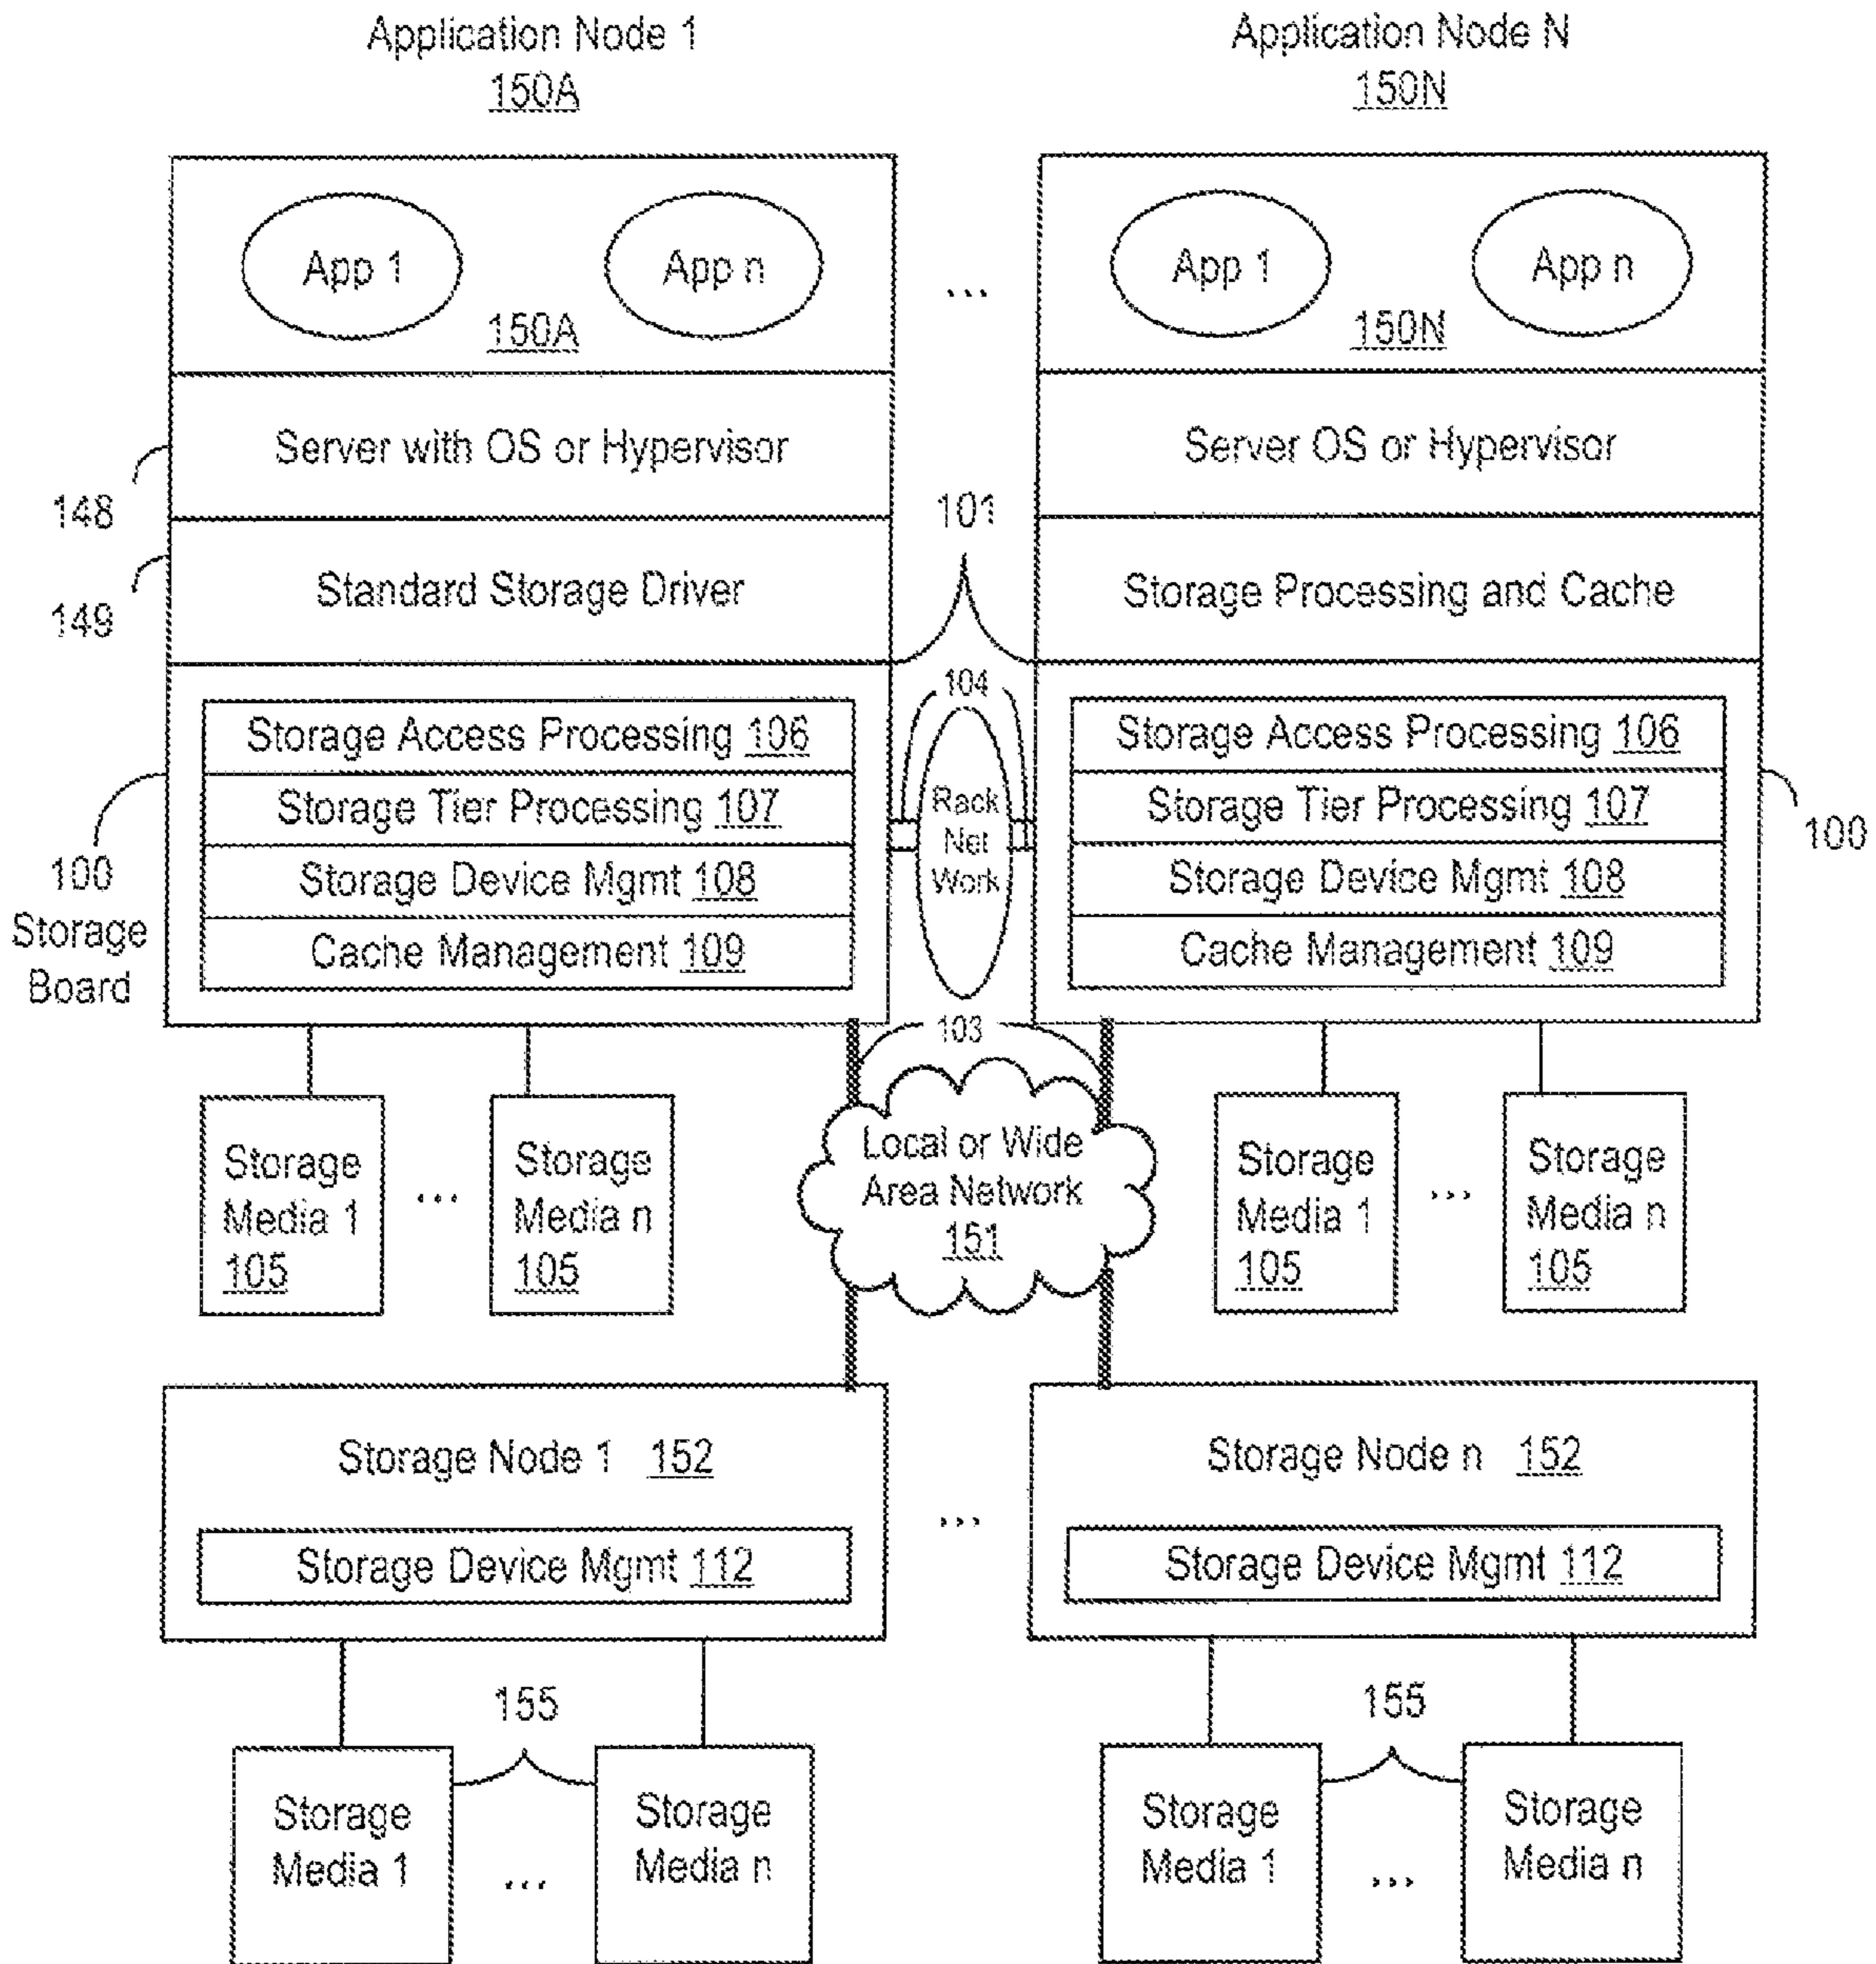 Application Node 1
150A
Application Node N
150N
App 1
App n
150A
...
App 1
App n
150N
Server with OS or Hypervisor
Server OS or Hypervisor
148
101
Standard Storage Driver
Storage Processing and Cache
149
104
Storage Access Processing 106
Storage Tier Processing 107
Storage Device Mgmt 108
Cache Management 109
Rack
Net
Work
Storage Access Processing 106
Storage Tier Processing 107
Storage Device Mgmt 108
Cache Management 109
100
Storage
Board
100
103
Storage
Media 1
105
...
Storage
Media n
105
Local or Wide
Area Network
151
Storage
Media 1
105
...
Storage
Media n
105
Storage Node 1 152
Storage Device Mgmt 112
...
Storage Node n 152
Storage Device Mgmt 112
155
155
Storage
Media 1
...
Storage
Media n
Storage
Media 1
...
Storage
Media n